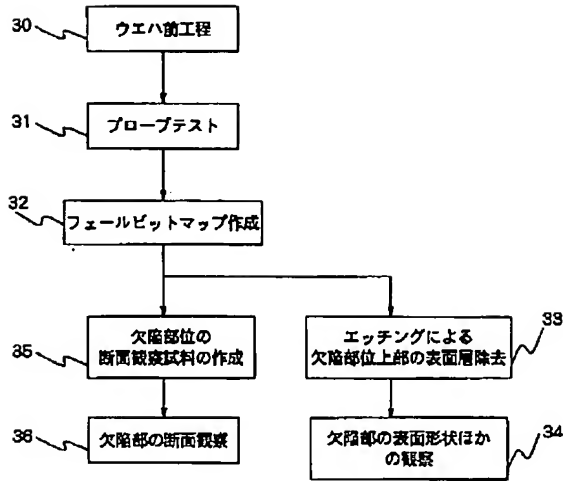 30
ウエハ前工程
31
プローブテスト
32
フェールビットマップ作成
35
欠陥部位の
断面観察試料の作成
33
エッチングによる
欠陥部位上部の表面層除去
36
欠陥部の断面観察
34
欠陥部の表面形状ほか
の観察